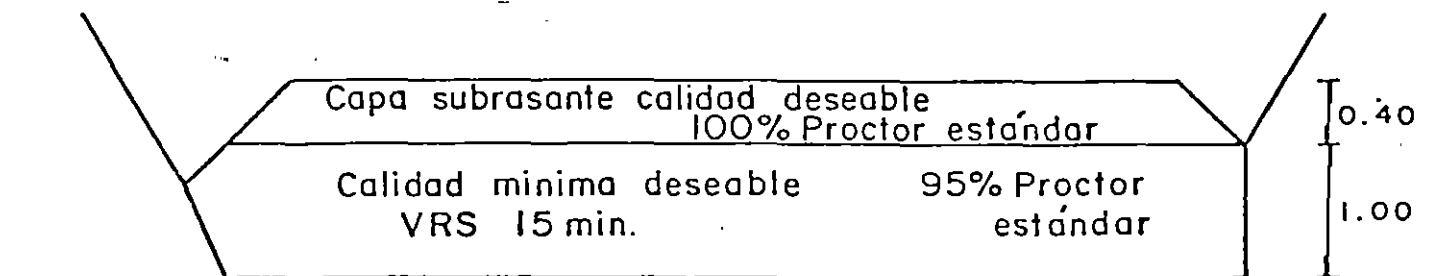 Capa subrasante calidad deseable
100% Proctor estándar
0.40
Calidad minima deseable 95% Proctor
VRS 15 min. estándar
1.00